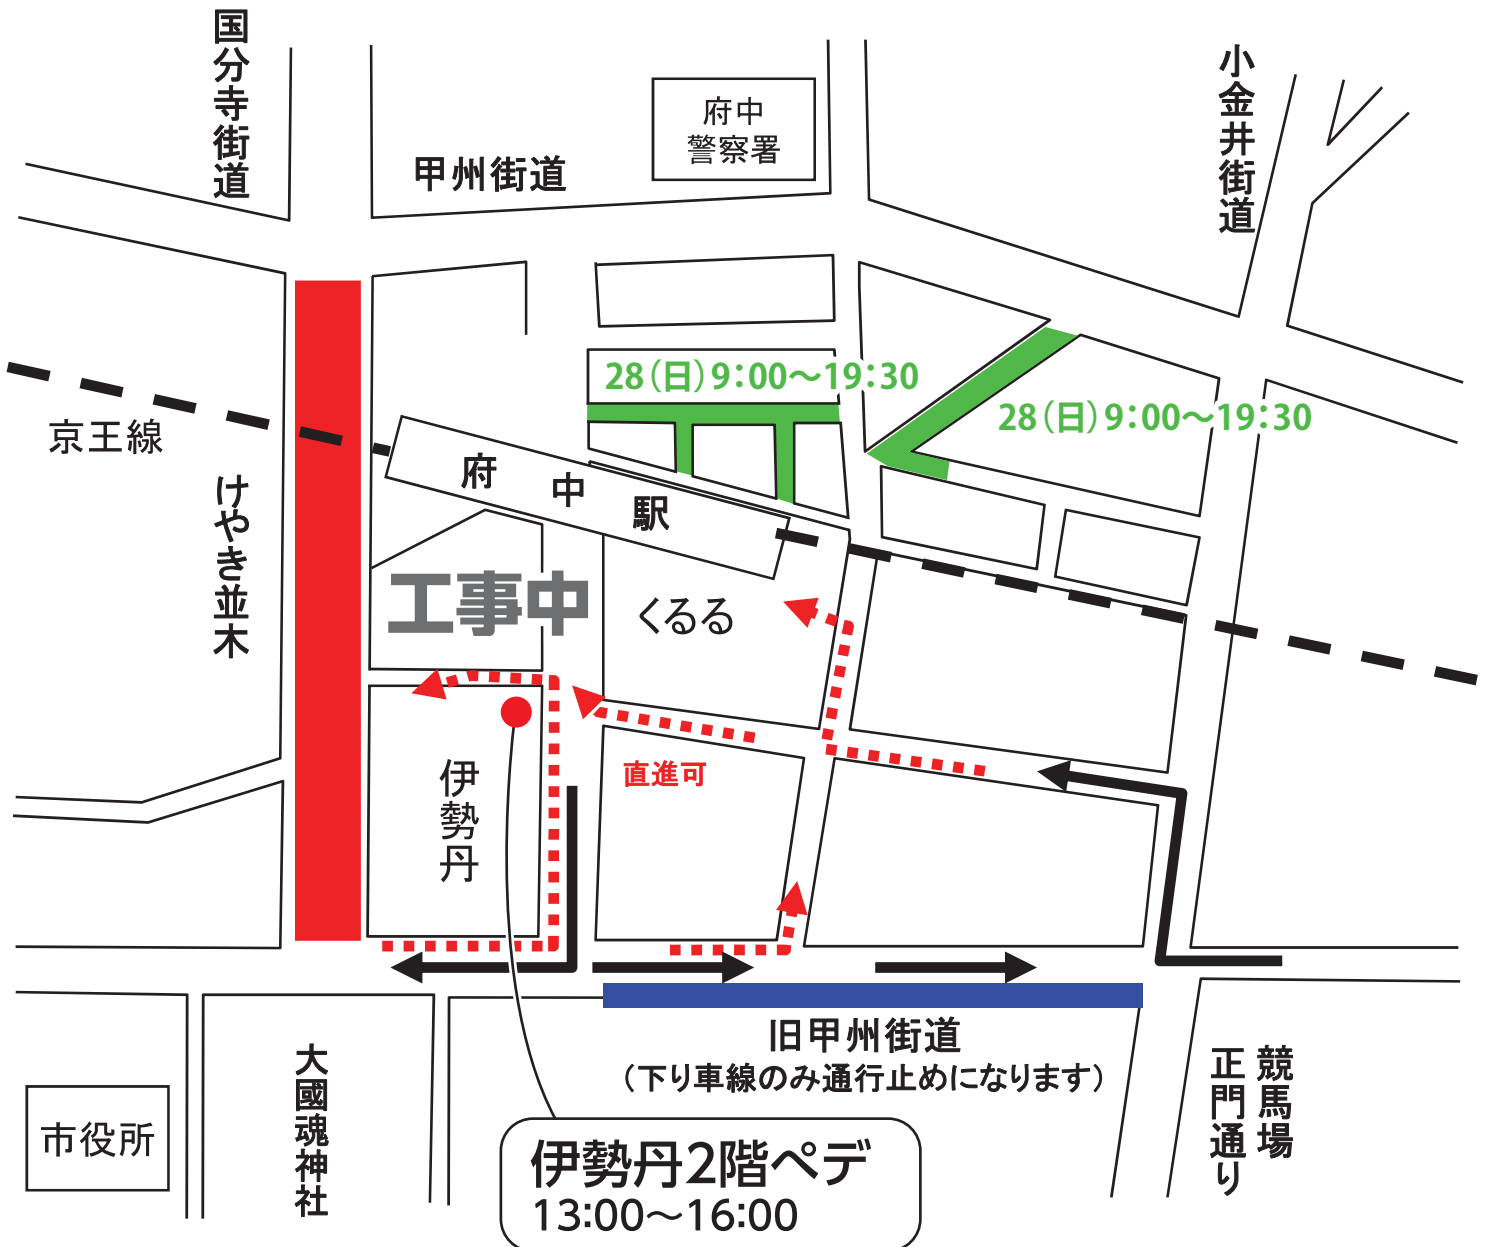 国分寺街道
甲州街道
府中
警察署
小金井街道
28（日）9：00～19：30
28（日）9：00～19：30
京王線
府中駅
けやき並木
工事中
くるる
伊勢丹
直進可
旧甲州街道
（下り車線のみ通行止めになります）
大國魂神社
市役所
競馬場
正門通り
伊勢丹2階ペデ
13：00～16：00